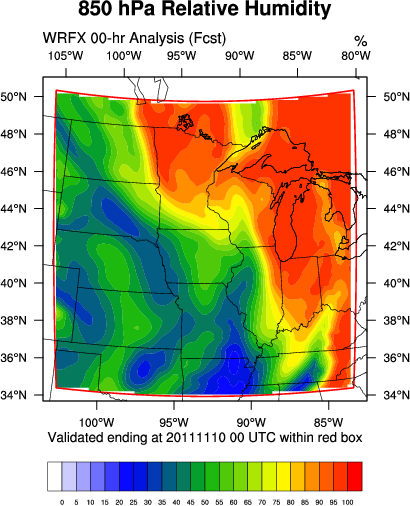 850 hPa Relative Humidity
WRFX 00-hr Analysis (Fcst)
%
105°W 100°W 95°W 90°W 85°W 80°W
50°N 50°N
48°N 48°N
46°N 46°N
44°N 44°N
42°N 42°N
40°N 40°N
38°N 38°N
36°N 36°N
34°N 34°N
100°W 95°W 90°W 85°W
Validated ending at 20111110 00 UTC within red box
0 5 10 15 20 25 30 35 40 45 50 55 60 65 70 75 80 85 90 95 100